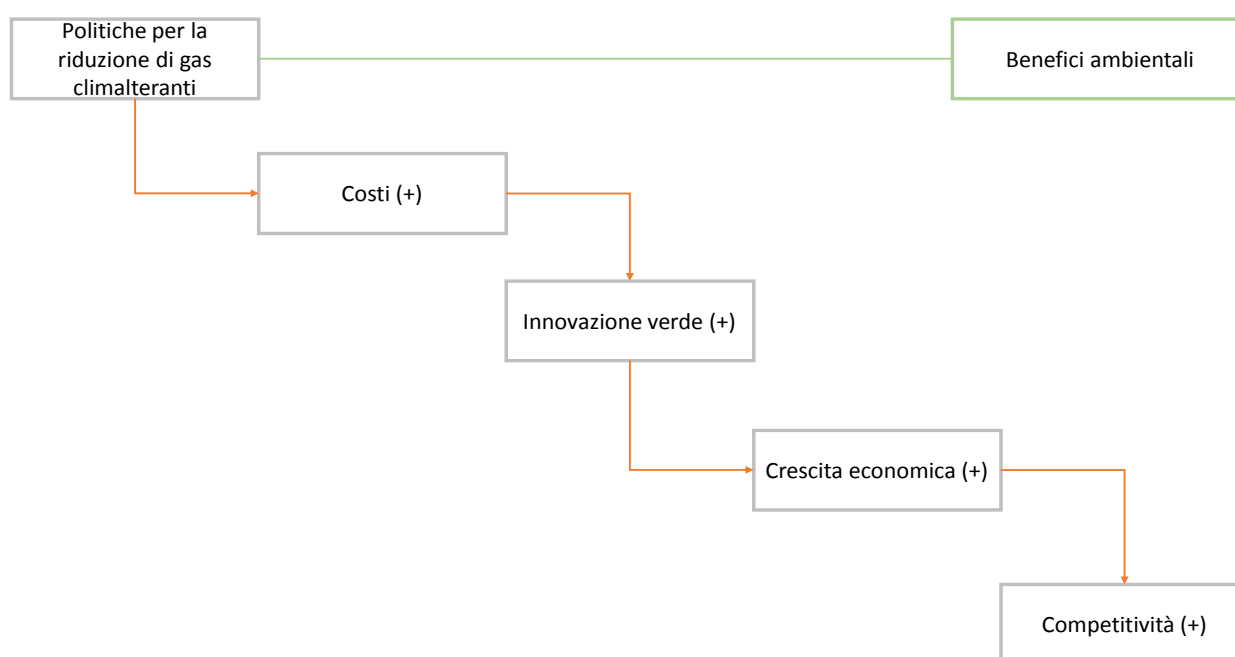 Politiche per la
riduzione di gas
climalteranti
Benefici ambientali
Costi (+)
Innovazione verde (+)
Crescita economica (+)
Competitività (+)